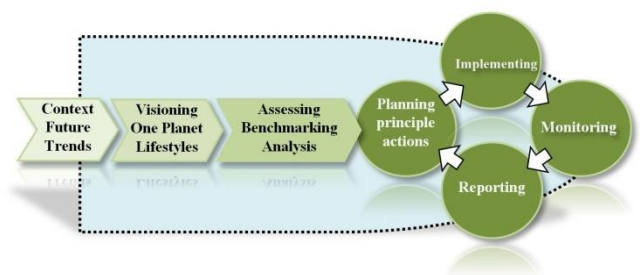 Context
Future
Trends
Visioning
One Planet
Lifestyles
Assessing
Benchmarking
Analysis
Planning
principle
actions
Implementing
Monitoring
Reporting